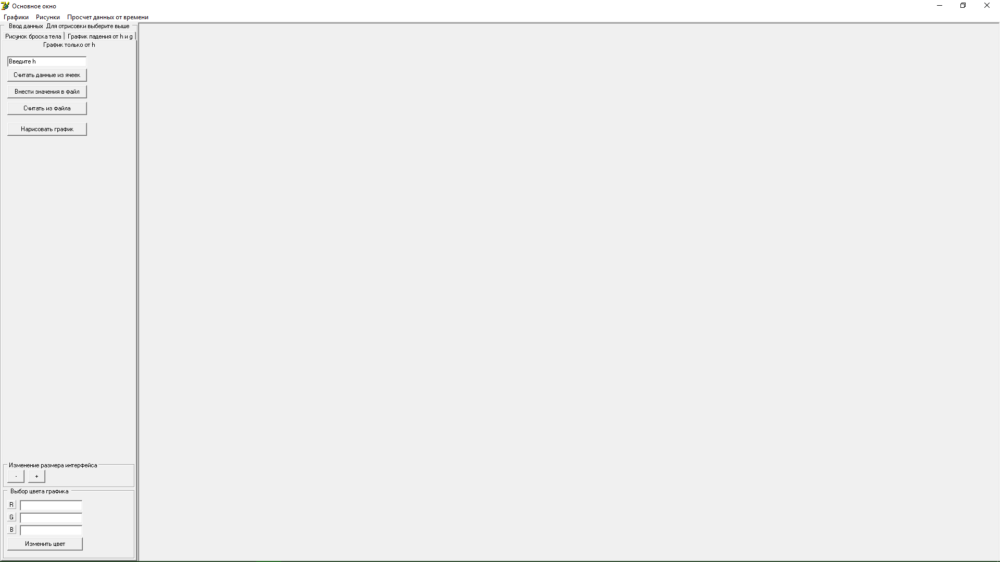 Основное окно
Графики Рисунки Просчет данных от времени
Ввод данных Для отрисовки выберите выше
Рисунок броска тела График падения от h и g
График только от h
Введите h
Считать данные из ячеек
Внести значения в файл
Считать из файла
Нарисовать график
Изменение размера интерфейса
- +
Выбор цвета графика
R
G
B
Изменить цвет